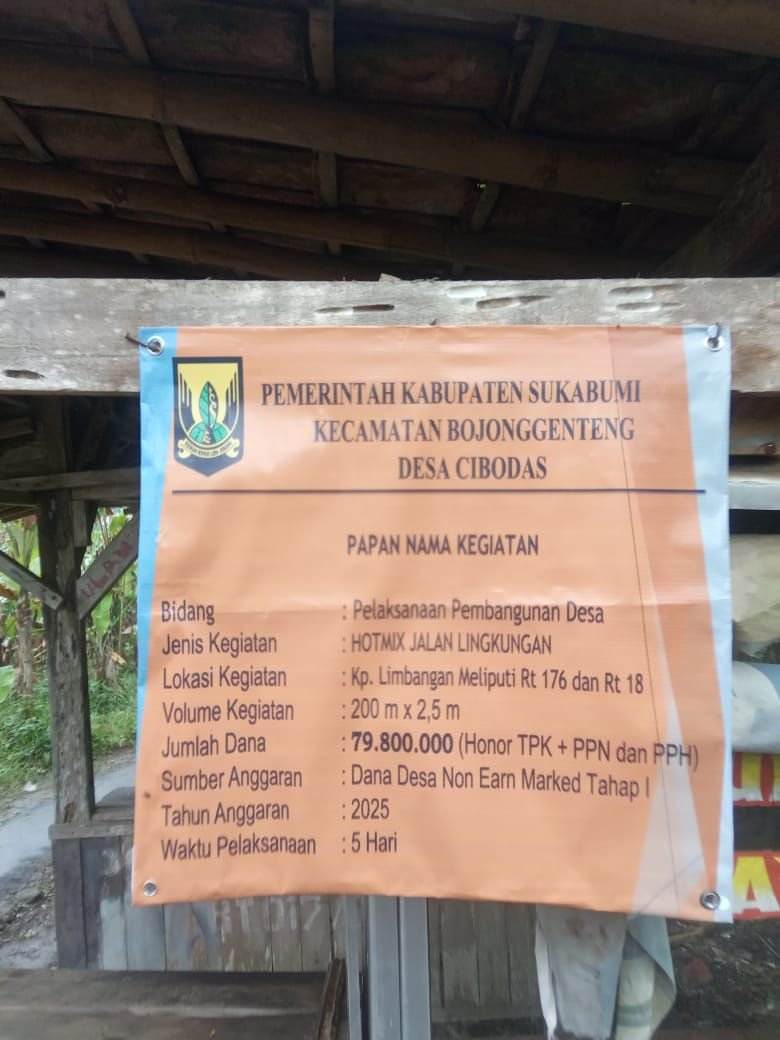 PEMERINTAH KABUPATEN SUKABUMI
KECAMATAN BOJONGGENTENG
DESA CIBODAS
PAPAN NAMA KEGIATAN
Bidang : Pelaksanaan Pembangunan Desa
Jenis Kegiatan : HOTMIX JALAN LINGKUNGAN
Lokasi Kegiatan : Kp. Limbangan Meliputi Rt 176 dan Rt 18
Volume Kegiatan : 200 m x 2,5 m
Jumlah Dana : 79.800.000 (Honor TPK + PPN dan PPH)
Sumber Anggaran : Dana Desa Non Earn Marked Tahap I
Tahun Anggaran : 2025
Waktu Pelaksanaan : 5 Hari